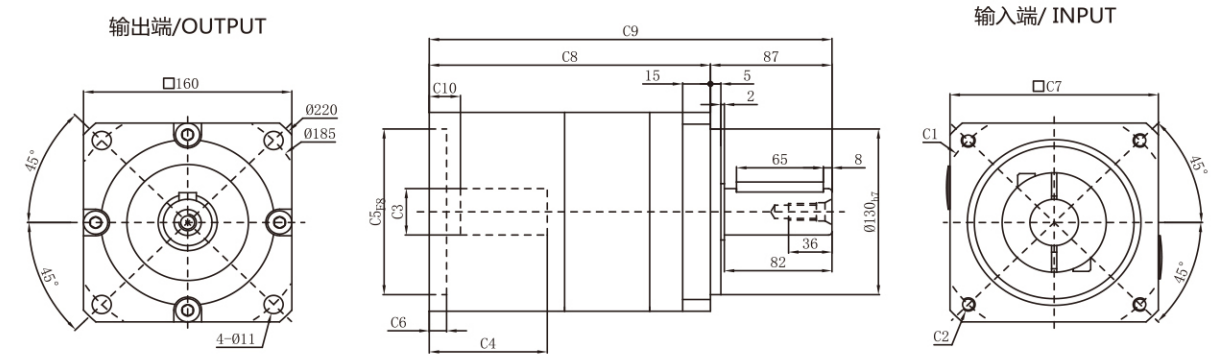 输出端/OUTPUT
□160
Ø220
Ø185
45°
45°
4-Ø11
C9
C8
87
C10
15
5
2
65
8
C5F8
C3
Ø130h7
36
82
C6
C4
输入端/ INPUT
□C7
C1
45°
45°
C2